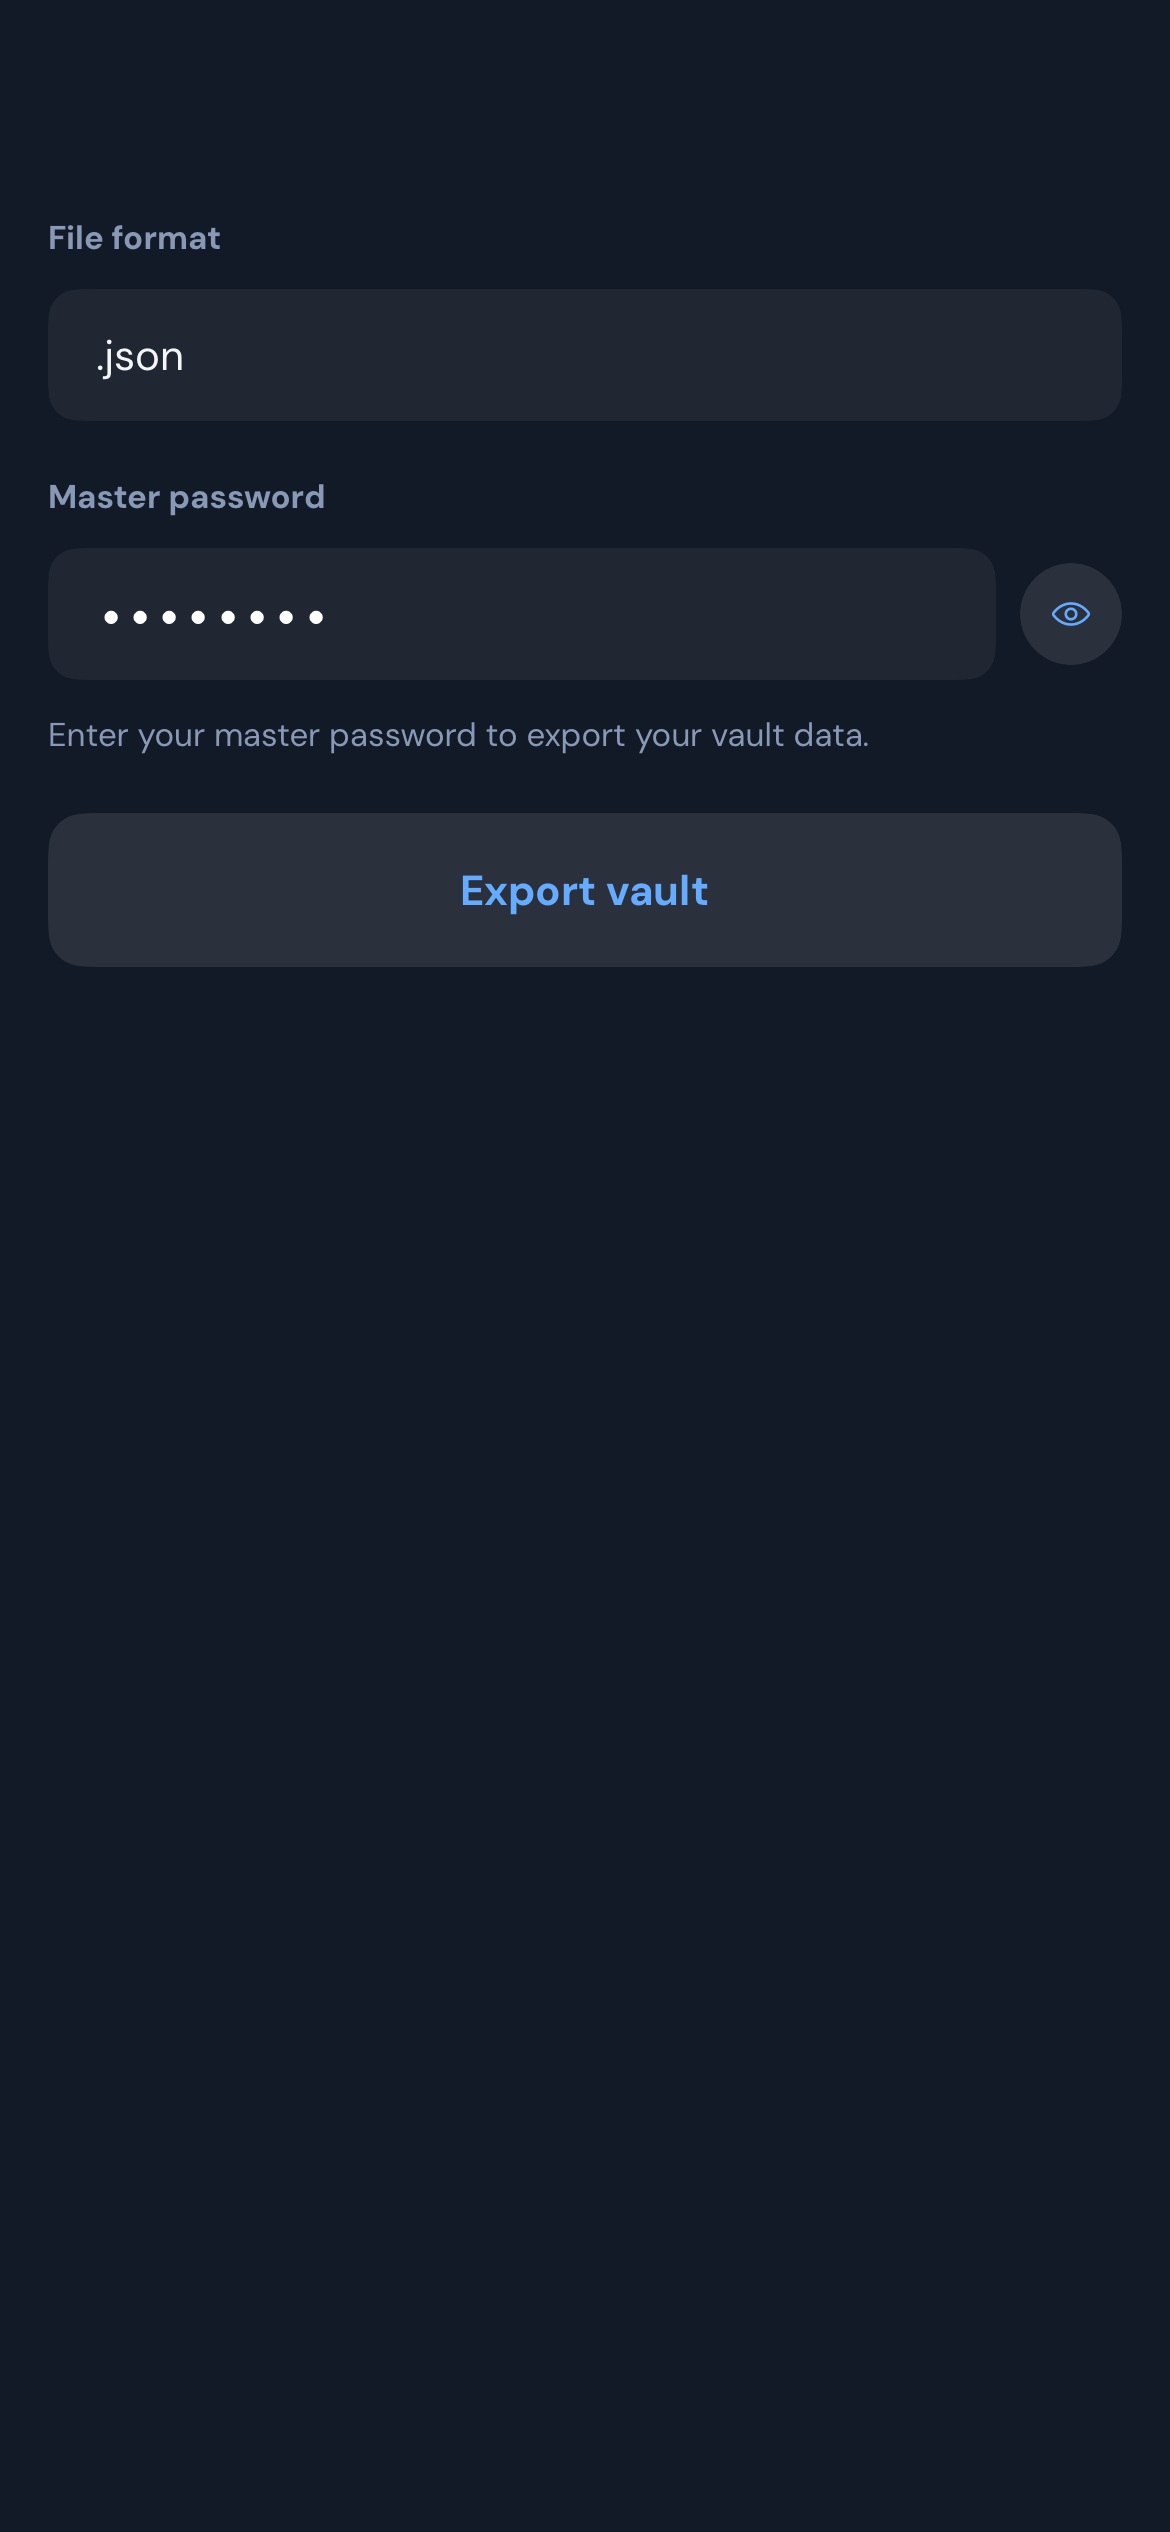 File format
.json
Master password
••••••••
Enter your master password to export your vault data.
Export vault